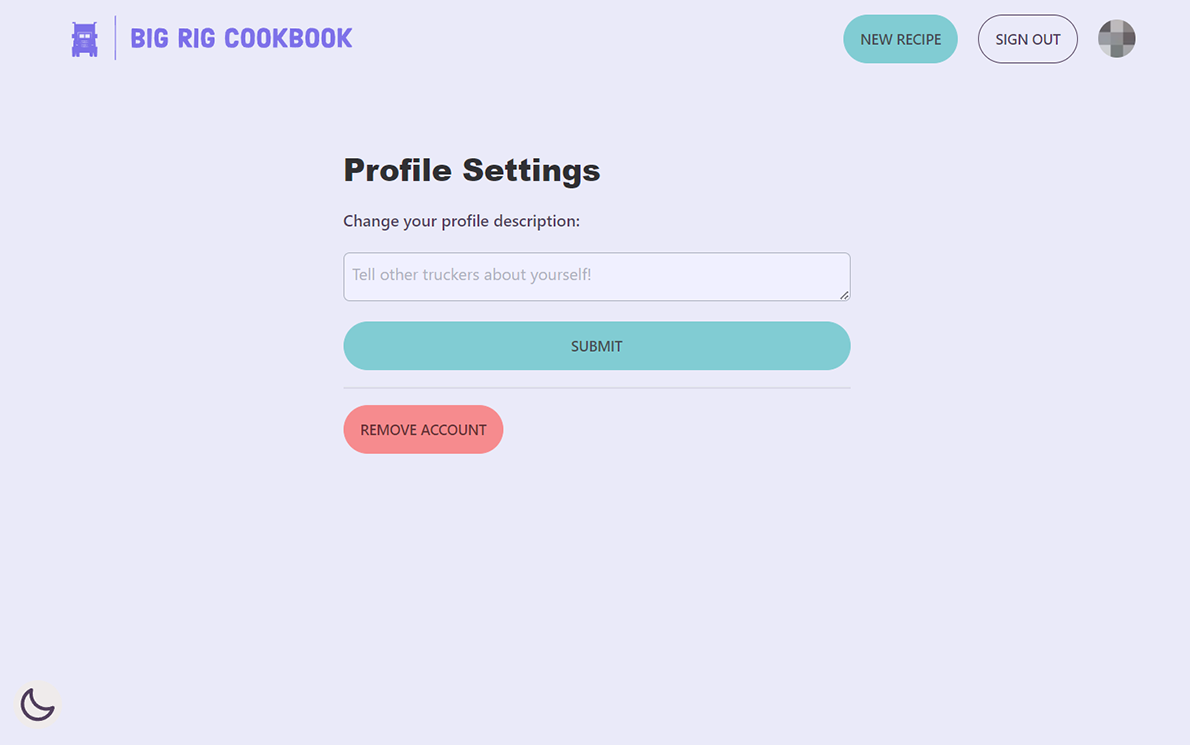 BIG RIG COOKBOOK
NEW RECIPE
SIGN OUT
Profile Settings
Change your profile description:
Tell other truckers about yourself!
SUBMIT
REMOVE ACCOUNT